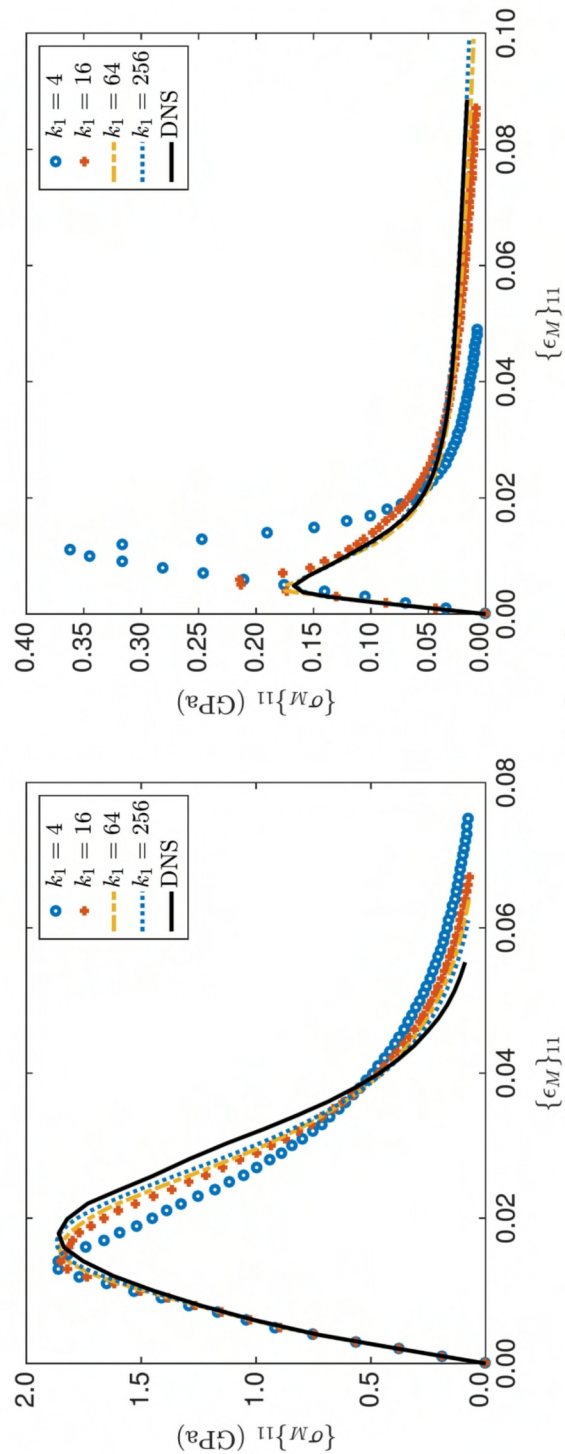 2.0
1.5
1.0
0.5
0.0
{σM}11 (GPa)
0.00
0.02
0.04
0.06
0.08
{ϵM}11
k1 = 4
k1 = 16
k1 = 64
k1 = 256
DNS
0.40
0.35
0.30
0.25
0.20
0.15
0.10
0.05
0.00
{σM}11 (GPa)
0.00
0.02
0.04
0.06
0.08
0.10
{ϵM}11
k1 = 4
k1 = 16
k1 = 64
k1 = 256
DNS